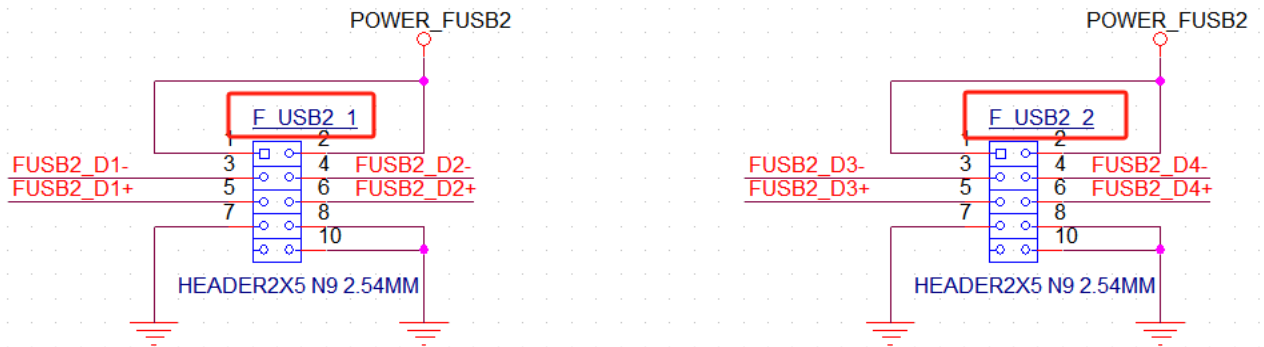 POWER_FUSB2
F_USB2_1
1 2
FUSB2_D1- 3 4 FUSB2_D2-
FUSB2_D1+ 5 6 FUSB2_D2+
7 8
10
HEADER2X5 N9 2.54MM
POWER_FUSB2
F_USB2_2
1 2
FUSB2_D3- 3 4 FUSB2_D4-
FUSB2_D3+ 5 6 FUSB2_D4+
7 8
10
HEADER2X5 N9 2.54MM